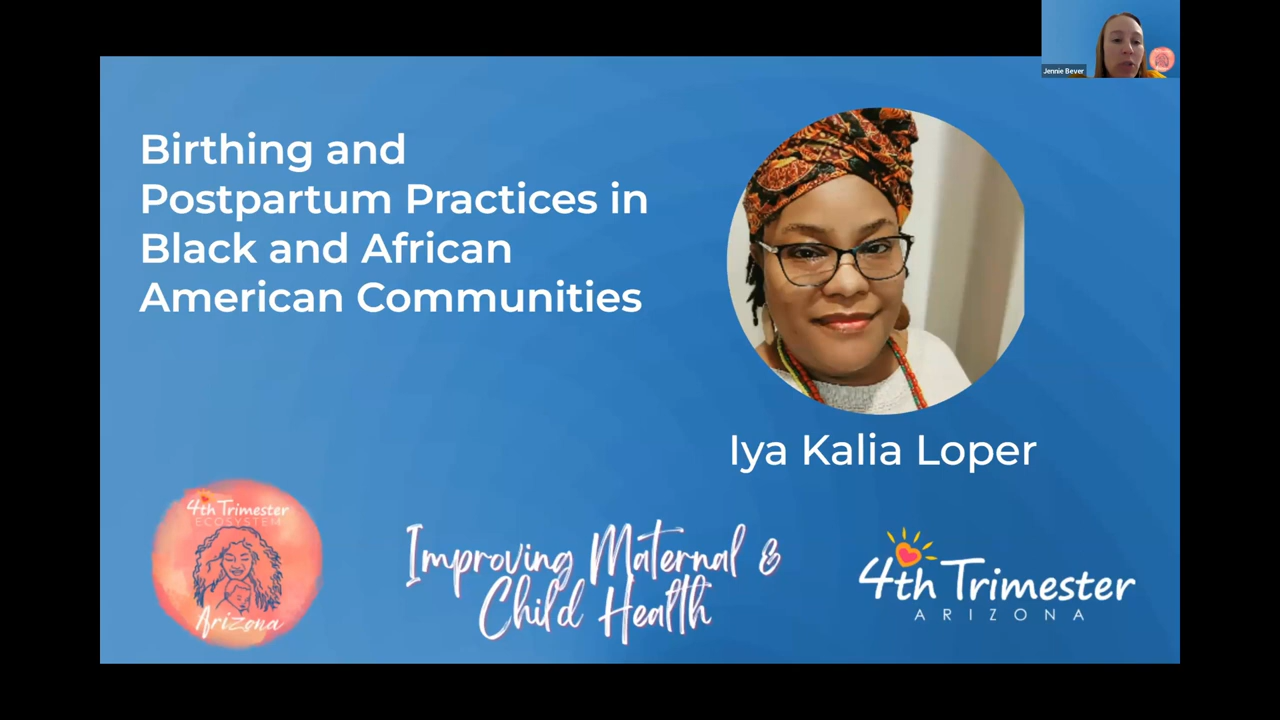 Jennie Bever
Birthing and
Postpartum Practices in
Black and African
American Communities
Iya Kalia Loper
4th Trimester
ECOSYSTEM
Arizona
Improving Maternal &
Child Health
4th Trimester
ARIZONA